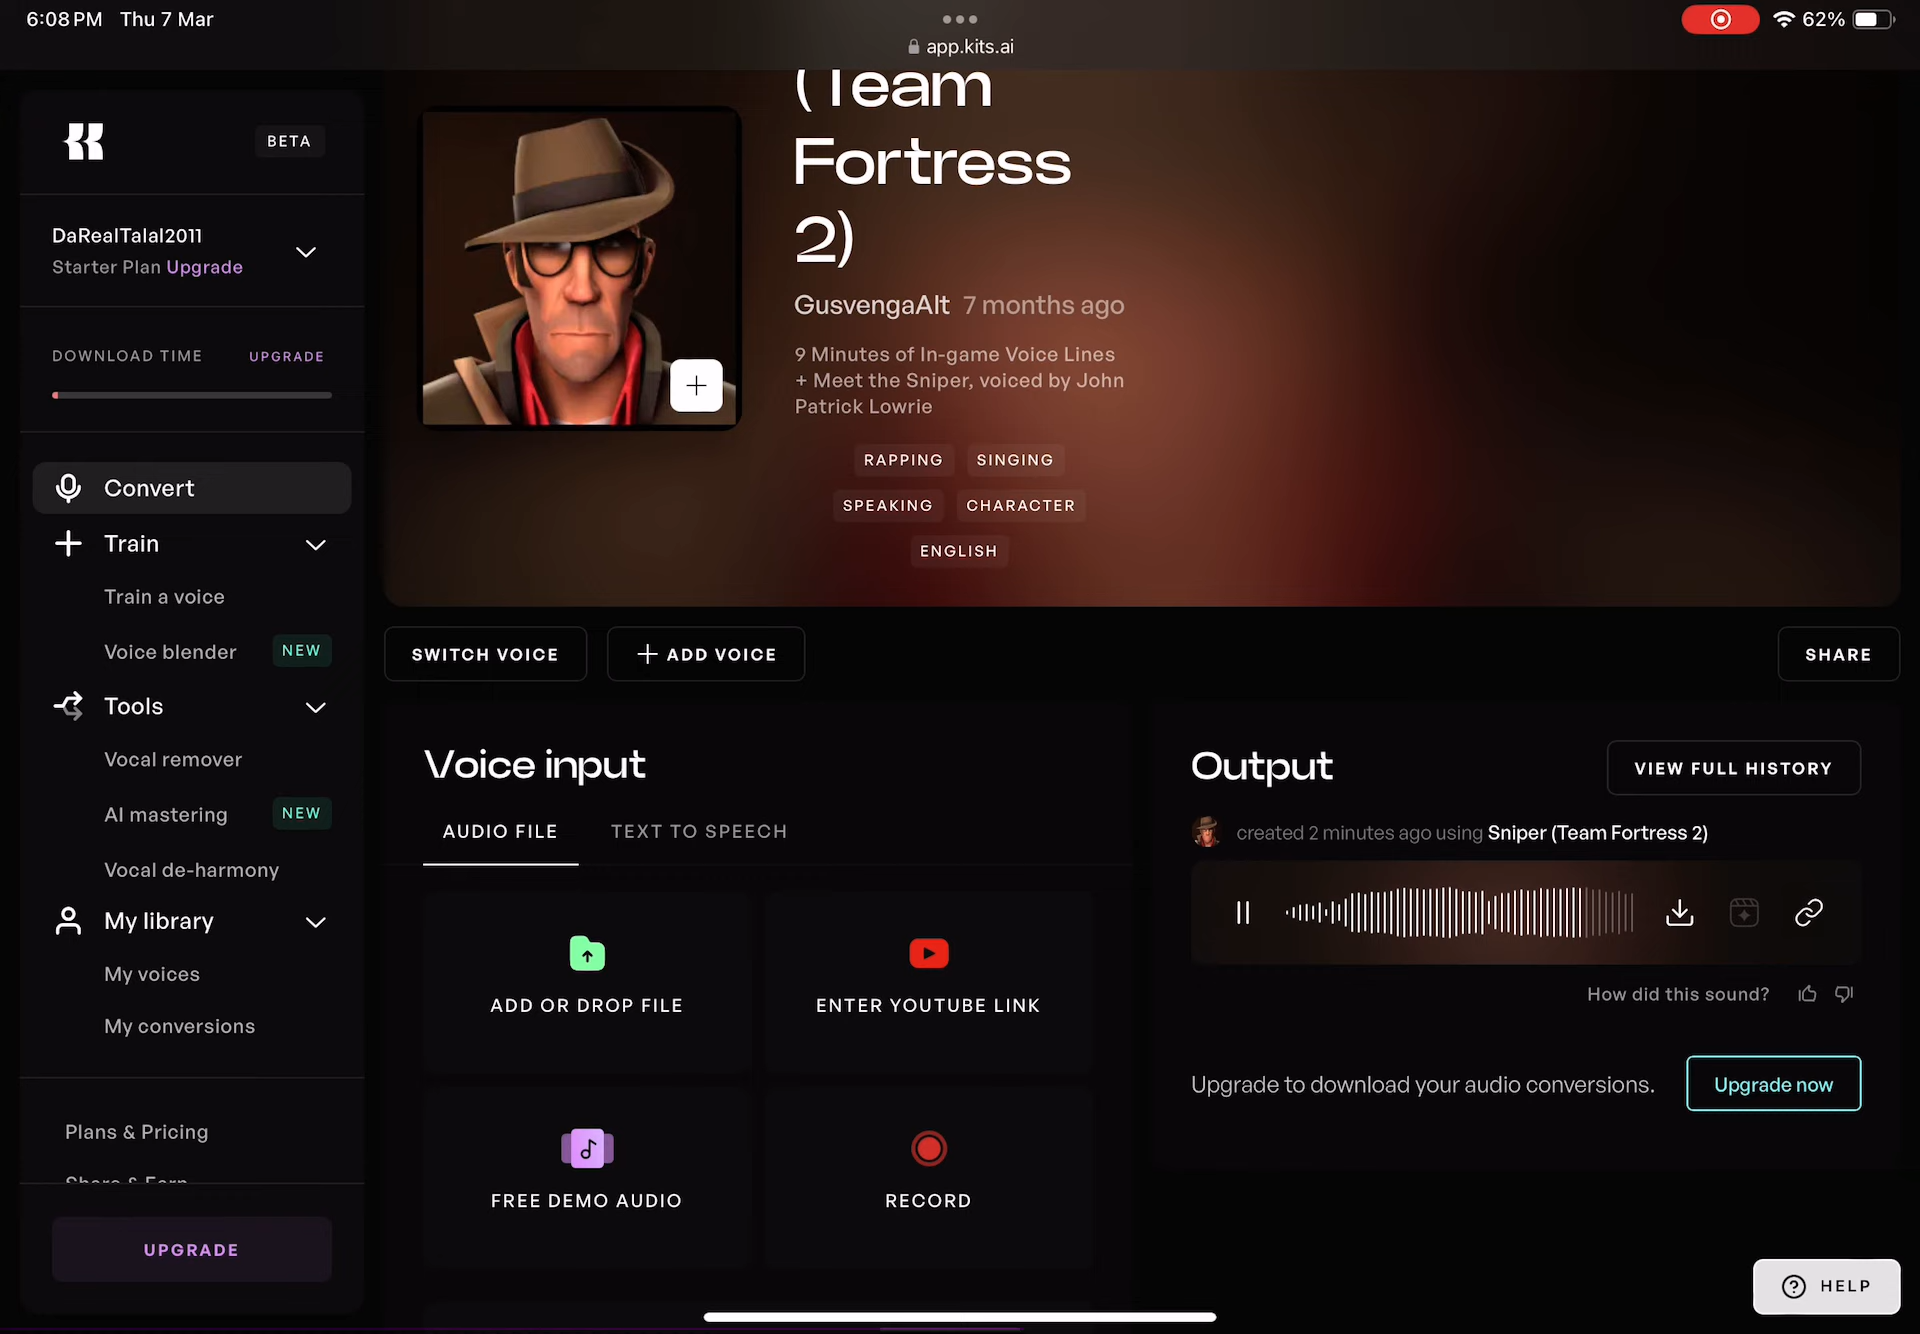 6:08 PM Thu 7 Mar
62%
app.kits.ai
BETA
DaRealTalal2011
Starter Plan Upgrade
DOWNLOAD TIME UPGRADE
Convert
Train
Train a voice
Voice blender NEW
Tools
Vocal remover
AI mastering NEW
Vocal de-harmony
My library
My voices
My conversions
Plans & Pricing
Share & Earn
UPGRADE
(Team
Fortress
2)
GusvengaAlt 7 months ago
9 Minutes of In-game Voice Lines
+ Meet the Sniper, voiced by John
Patrick Lowrie
RAPPING SINGING
SPEAKING CHARACTER
ENGLISH
SWITCH VOICE
ADD VOICE
SHARE
Voice input
AUDIO FILE TEXT TO SPEECH
ADD OR DROP FILE
ENTER YOUTUBE LINK
FREE DEMO AUDIO
RECORD
Output
VIEW FULL HISTORY
created 2 minutes ago using Sniper (Team Fortress 2)
How did this sound?
Upgrade to download your audio conversions.
Upgrade now
HELP